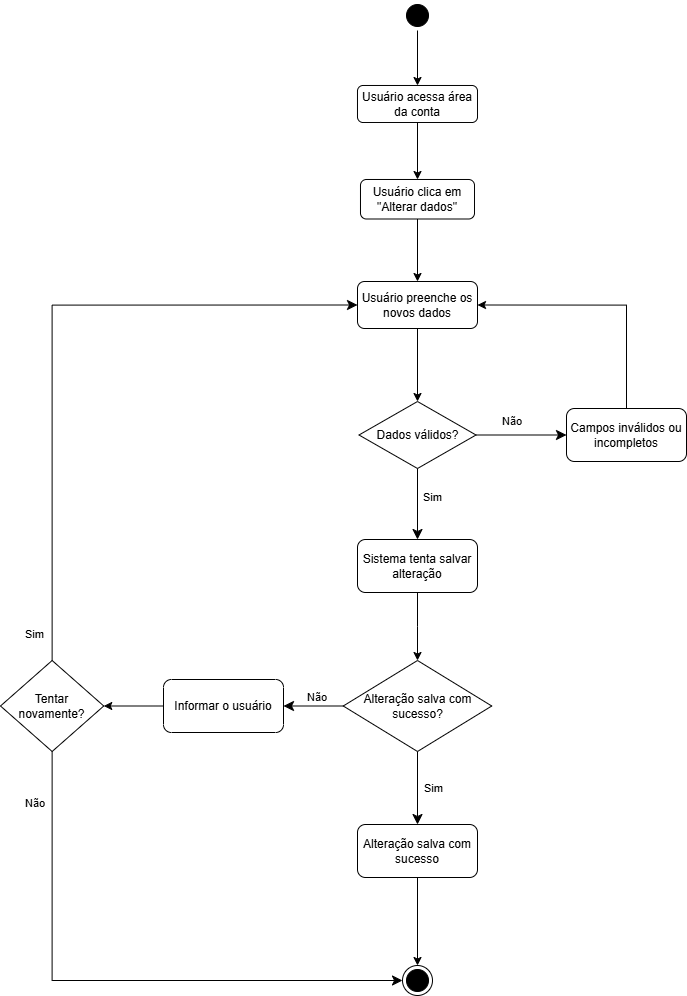 Usuário acessa área
da conta
Usuário clica em
"Alterar dados"
Usuário preenche os
novos dados
Dados válidos?
Não
Campos inválidos ou
incompletos
Sim
Sistema tenta salvar
alteração
Sim
Tentar
novamente?
Informar o usuário
Não
Alteração salva com
sucesso?
Sim
Não
Alteração salva com
sucesso